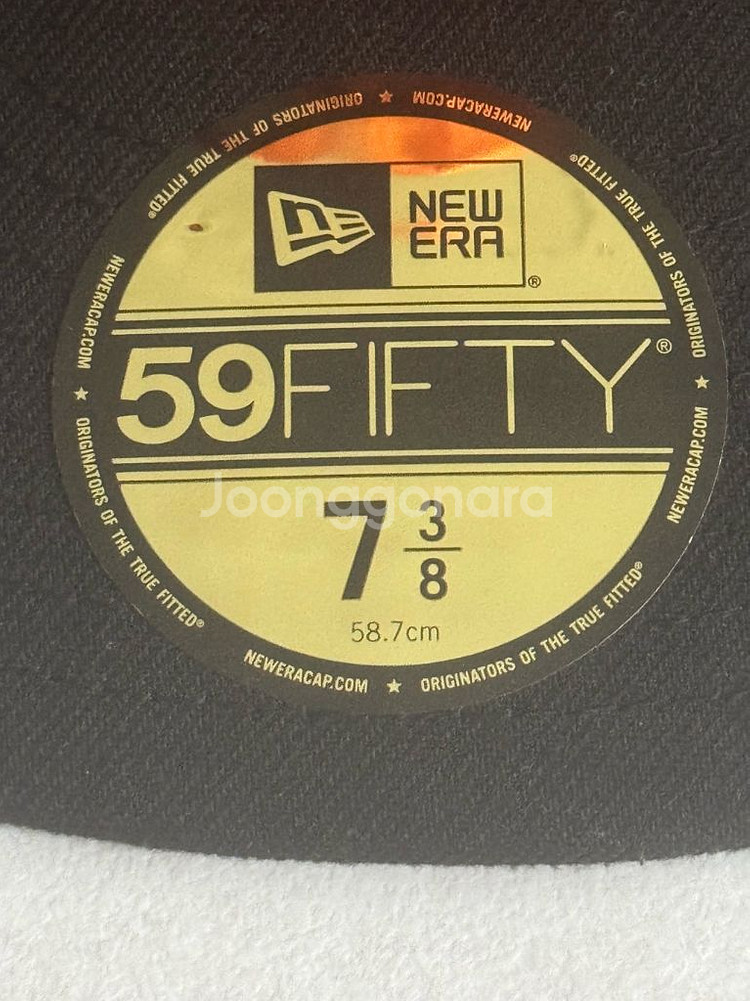 NEWERACAP.COM
ORIGINATORS OF THE TRUE FITTED®
NEWERACAP.COM
ORIGINATORS OF THE TRUE FITTED®
NEWERACAP.COM
ORIGINATORS OF THE TRUE FITTED®
NEWERACAP.COM
ORIGINATORS OF THE TRUE FITTED®
NE
NEW
ERA®
59FIFTY®
Joonggonara
7 3/8
58.7cm